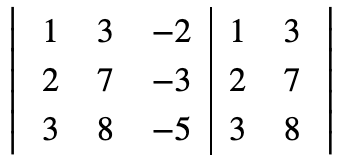 | 1 3 −2 | 1 3 |
| 2 7 −3 | 2 7 |
| 3 8 −5 | 3 8 |